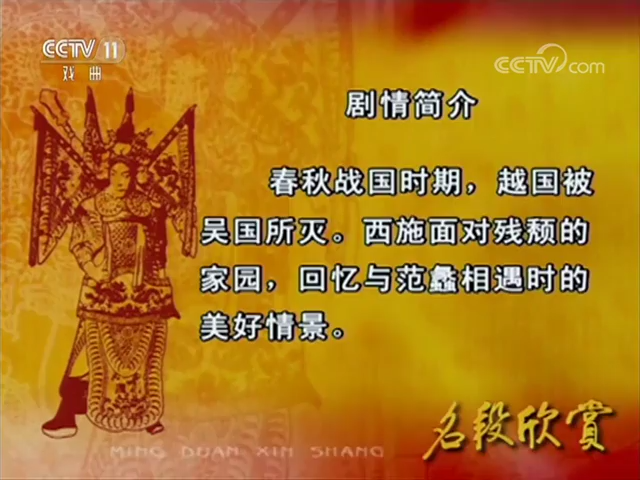 CCTV 11
戏曲
CCTV.com
剧情简介
春秋战国时期，越国被
吴国所灭。西施面对残颓的
家园，回忆与范蠡相遇时的
美好情景。
名段欣赏
MING DUAN XIN SHANG